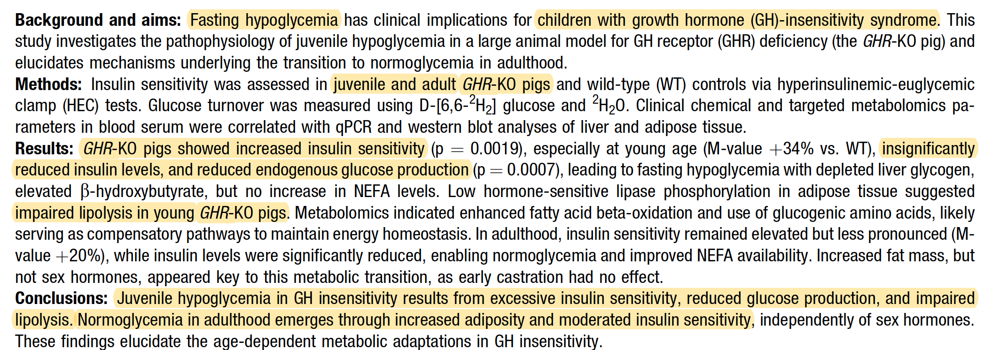 Background and aims: Fasting hypoglycemia has clinical implications for children with growth hormone (GH)-insensitivity syndrome. This
study investigates the pathophysiology of juvenile hypoglycemia in a large animal model for GH receptor (GHR) deficiency (the GHR-KO pig) and
elucidates mechanisms underlying the transition to normoglycemia in adulthood.
Methods: Insulin sensitivity was assessed in juvenile and adult GHR-KO pigs and wild-type (WT) controls via hyperinsulinemic-euglycemic
clamp (HEC) tests. Glucose turnover was measured using D-[6,6-²H₂] glucose and ²H₂O. Clinical chemical and targeted metabolomics pa-
rameters in blood serum were correlated with qPCR and western blot analyses of liver and adipose tissue.
Results: GHR-KO pigs showed increased insulin sensitivity (p = 0.0019), especially at young age (M-value +34% vs. WT), insignificantly
reduced insulin levels, and reduced endogenous glucose production (p = 0.0007), leading to fasting hypoglycemia with depleted liver glycogen,
elevated β-hydroxybutyrate, but no increase in NEFA levels. Low hormone-sensitive lipase phosphorylation in adipose tissue suggested
impaired lipolysis in young GHR-KO pigs. Metabolomics indicated enhanced fatty acid beta-oxidation and use of glucogenic amino acids, likely
serving as compensatory pathways to maintain energy homeostasis. In adulthood, insulin sensitivity remained elevated but less pronounced (M-
value +20%), while insulin levels were significantly reduced, enabling normoglycemia and improved NEFA availability. Increased fat mass, but
not sex hormones, appeared key to this metabolic transition, as early castration had no effect.
Conclusions: Juvenile hypoglycemia in GH insensitivity results from excessive insulin sensitivity, reduced glucose production, and impaired
lipolysis. Normoglycemia in adulthood emerges through increased adiposity and moderated insulin sensitivity, independently of sex hormones.
These findings elucidate the age-dependent metabolic adaptations in GH insensitivity.